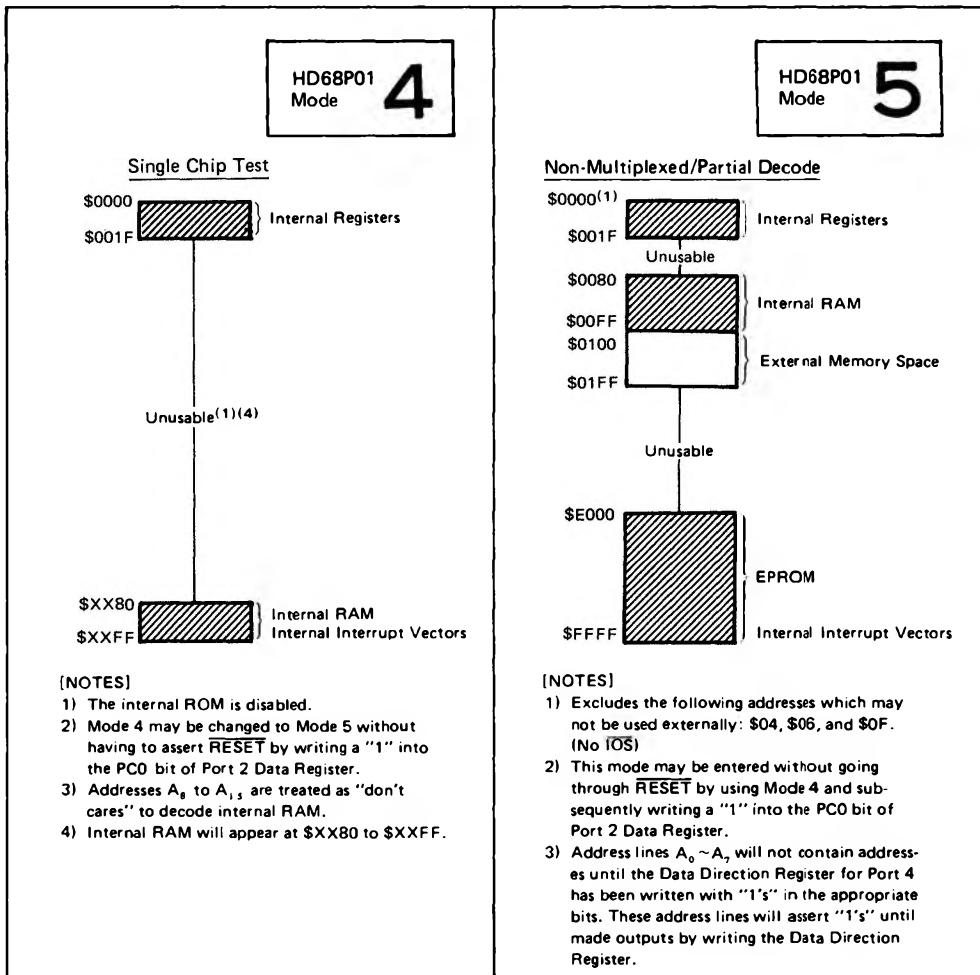 HD68P01
Mode 4
Single Chip Test
$0000
Internal Registers
$001F
Unusable(1)(4)
$XX80
Internal RAM
$XXFF
Internal Interrupt Vectors
[NOTES]
1) The internal ROM is disabled.
2) Mode 4 may be changed to Mode 5 without
having to assert RESET by writing a "1" into
the PC0 bit of Port 2 Data Register.
3) Addresses A8 to A15 are treated as "don't
cares" to decode internal RAM.
4) Internal RAM will appear at $XX80 to $XXFF.
HD68P01
Mode 5
Non-Multiplexed/Partial Decode
$0000(1)
Internal Registers
$001F
Unusable
$0080
Internal RAM
$00FF
$0100
External Memory Space
$01FF
Unusable
$E000
EPROM
$FFFF
Internal Interrupt Vectors
[NOTES]
1) Excludes the following addresses which may
not be used externally: $04, $06, and $0F.
(No IOS)
2) This mode may be entered without going
through RESET by using Mode 4 and sub-
sequently writing a "1" into the PC0 bit of
Port 2 Data Register.
3) Address lines A0 ~A7 will not contain address-
es until the Data Direction Register for Port 4
has been written with "1's" in the appropriate
bits. These address lines will assert "1's" until
made outputs by writing the Data Direction
Register.